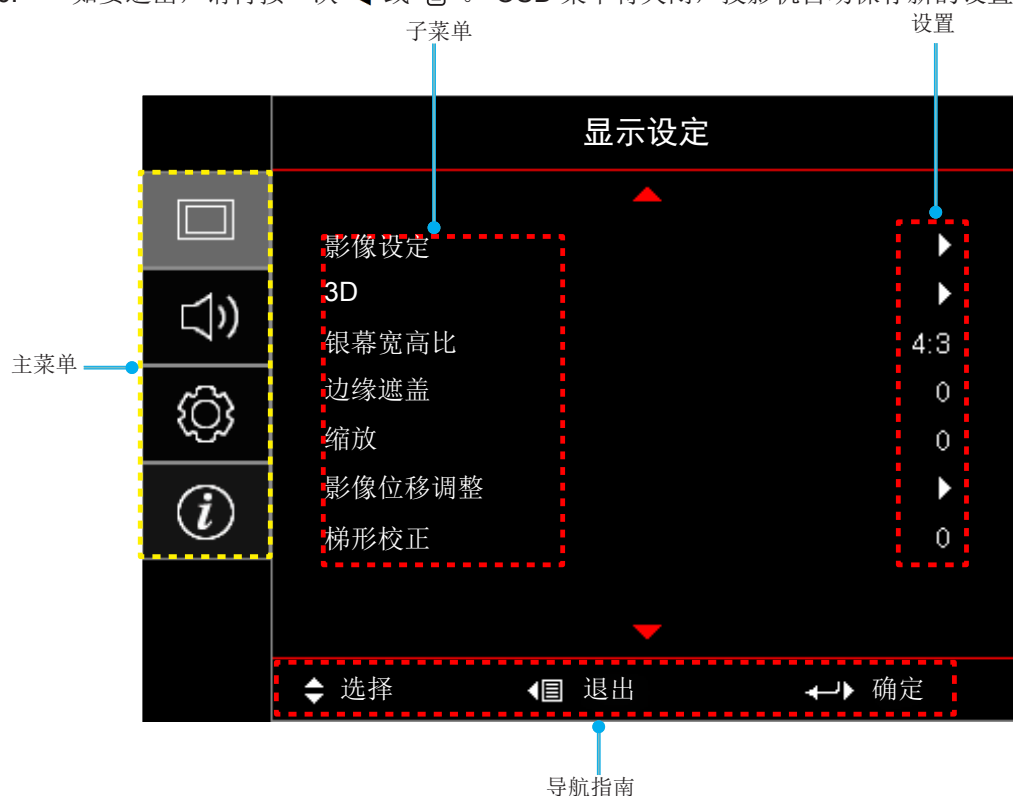 子菜单
设置
显示设定
影像设定
3D
银幕宽高比 4:3
边缘遮盖 0
缩放 0
影像位移调整
梯形校正 0
主菜单
选择 退出 确定
导航指南